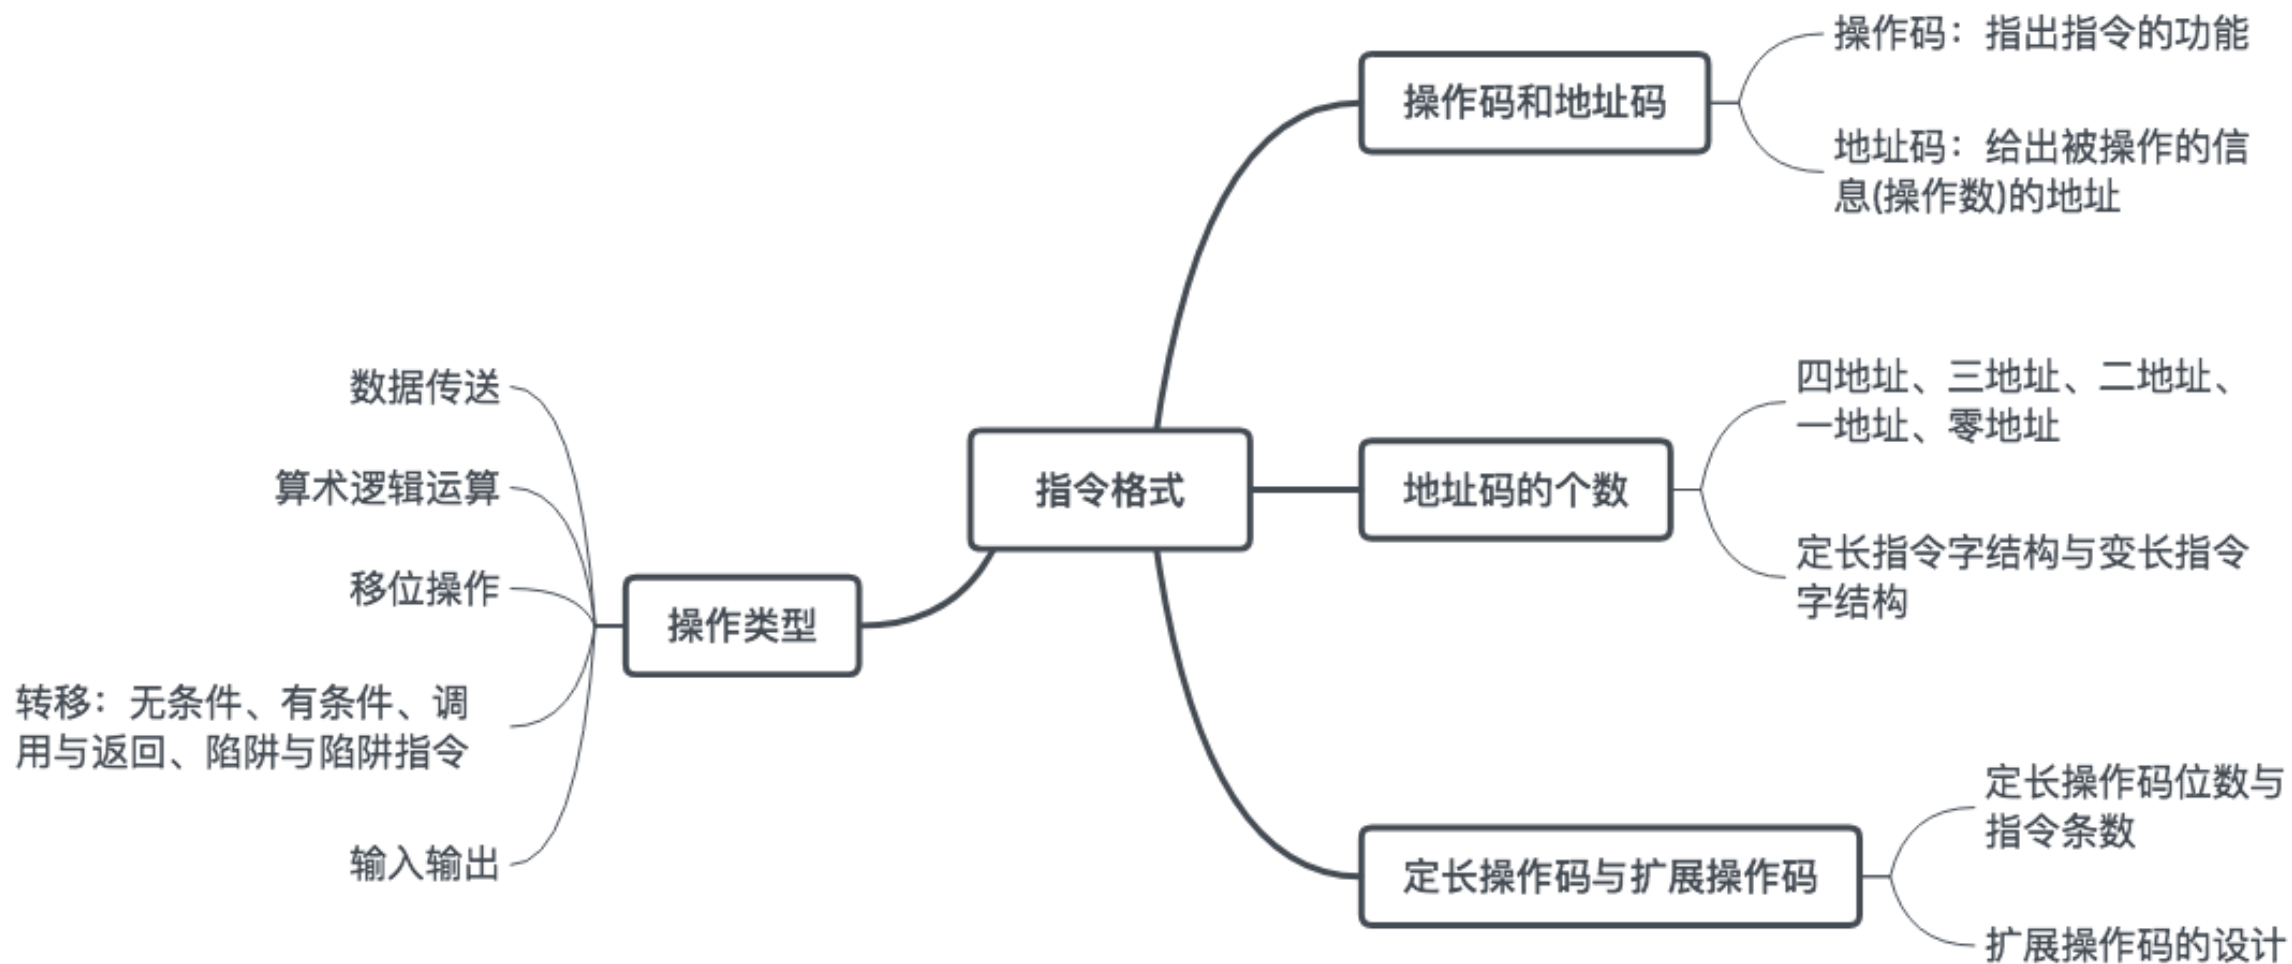 操作码：指出指令的功能
操作码和地址码
地址码：给出被操作的信
息(操作数)的地址
四地址、三地址、二地址、
一地址、零地址
指令格式
地址码的个数
定长指令字结构与变长指令
字结构
定长操作码位数与
指令条数
定长操作码与扩展操作码
扩展操作码的设计
数据传送
算术逻辑运算
移位操作
操作类型
转移：无条件、有条件、调
用与返回、陷阱与陷阱指令
输入输出